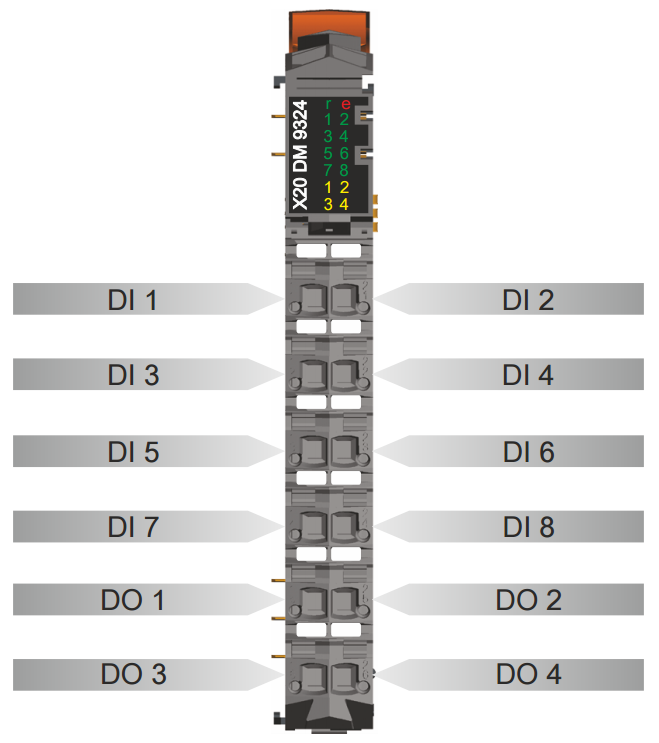 X20 DM 9324
r e
1 2
3 4
5 6
7 8
1 2
3 4
DI 1 DI 2
DI 3 DI 4
DI 5 DI 6
DI 7 DI 8
DO 1 DO 2
DO 3 DO 4